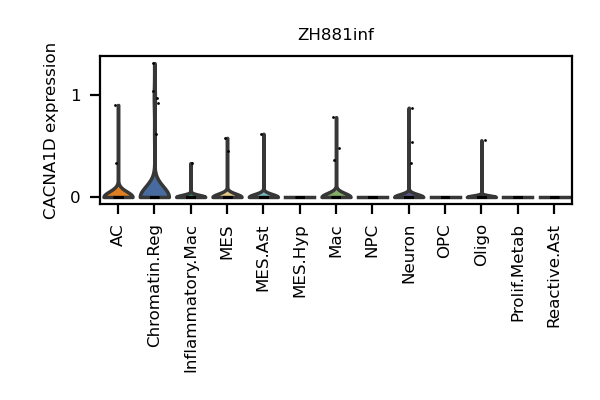 ZH881inf
CACNA1D expression
1
0
AC
Chromatin.Reg
Inflammatory.Mac
MES
MES.Ast
MES.Hyp
Mac
NPC
Neuron
OPC
Oligo
Prolif.Metab
Reactive.Ast